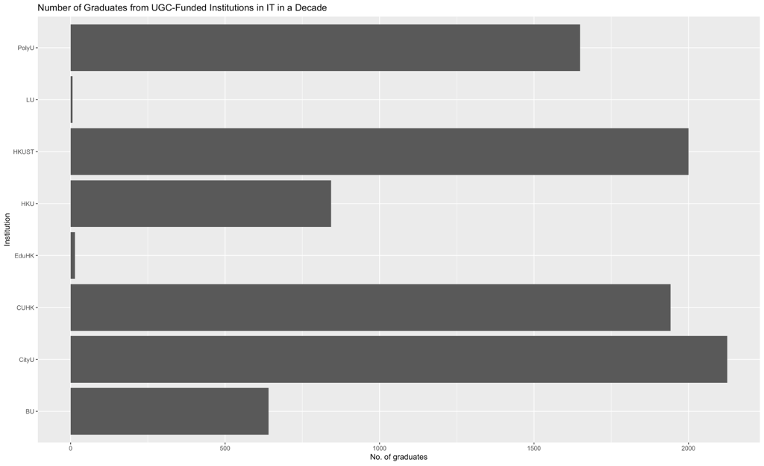 Number of Graduates from UGC-Funded Institutions in IT in a Decade
Institution
PolyU
LU
HKUST
HKU
EduHK
CUHK
CityU
BU
0 500 1000 1500 2000
No. of graduates